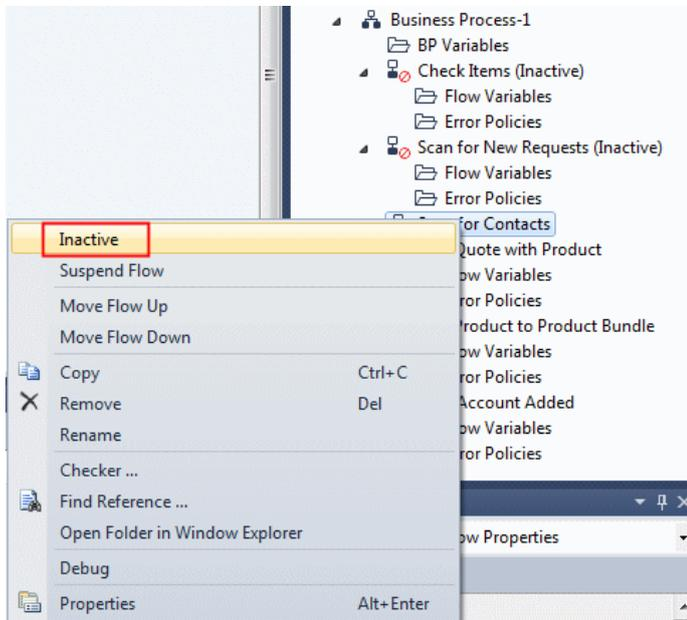 Business Process-1
BP Variables
Check Items (Inactive)
Flow Variables
Error Policies
Scan for New Requests (Inactive)
Flow Variables
Error Policies
for Contacts
Quote with Product
ow Variables
ror Policies
Product to Product Bundle
ow Variables
ror Policies
Account Added
ow Variables
ror Policies
Inactive
Suspend Flow
Move Flow Up
Move Flow Down
Copy Ctrl+C
Remove Del
Rename
Checker ...
Find Reference ...
Open Folder in Window Explorer
Debug
Properties Alt+Enter
ow Properties